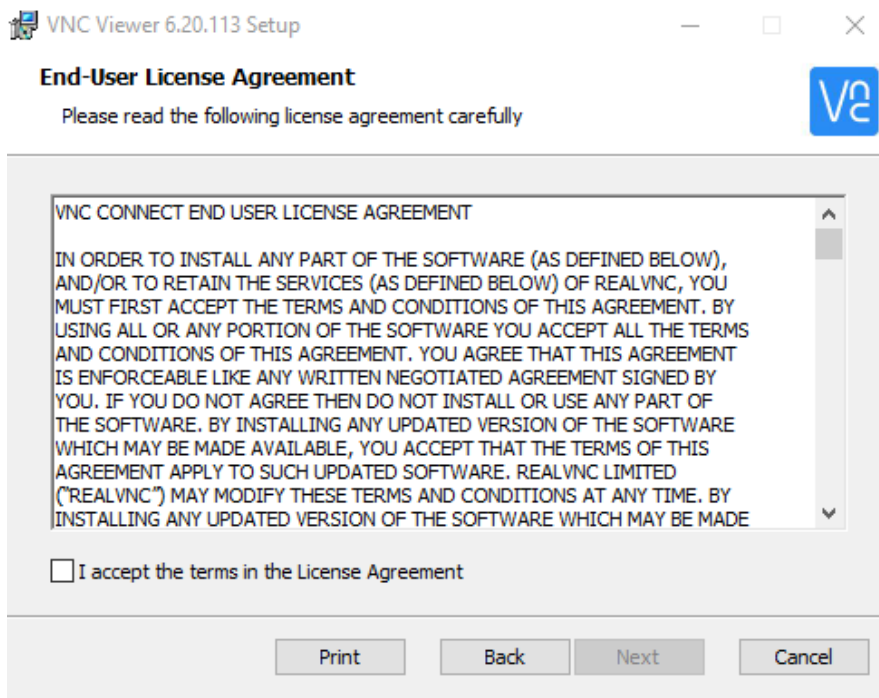 VNC Viewer 6.20.113 Setup
End-User License Agreement
Please read the following license agreement carefully
VNC
VNC CONNECT END USER LICENSE AGREEMENT
IN ORDER TO INSTALL ANY PART OF THE SOFTWARE (AS DEFINED BELOW),
AND/OR TO RETAIN THE SERVICES (AS DEFINED BELOW) OF REALVNC, YOU
MUST FIRST ACCEPT THE TERMS AND CONDITIONS OF THIS AGREEMENT. BY
USING ALL OR ANY PORTION OF THE SOFTWARE YOU ACCEPT ALL THE TERMS
AND CONDITIONS OF THIS AGREEMENT. YOU AGREE THAT THIS AGREEMENT
IS ENFORCEABLE LIKE ANY WRITTEN NEGOTIATED AGREEMENT SIGNED BY
YOU. IF YOU DO NOT AGREE THEN DO NOT INSTALL OR USE ANY PART OF
THE SOFTWARE. BY INSTALLING ANY UPDATED VERSION OF THE SOFTWARE
WHICH MAY BE MADE AVAILABLE, YOU ACCEPT THAT THE TERMS OF THIS
AGREEMENT APPLY TO SUCH UPDATED SOFTWARE. REALVNC LIMITED
("REALVNC") MAY MODIFY THESE TERMS AND CONDITIONS AT ANY TIME. BY
INSTALLING ANY UPDATED VERSION OF THE SOFTWARE WHICH MAY BE MADE
I accept the terms in the License Agreement
Print Back Next Cancel